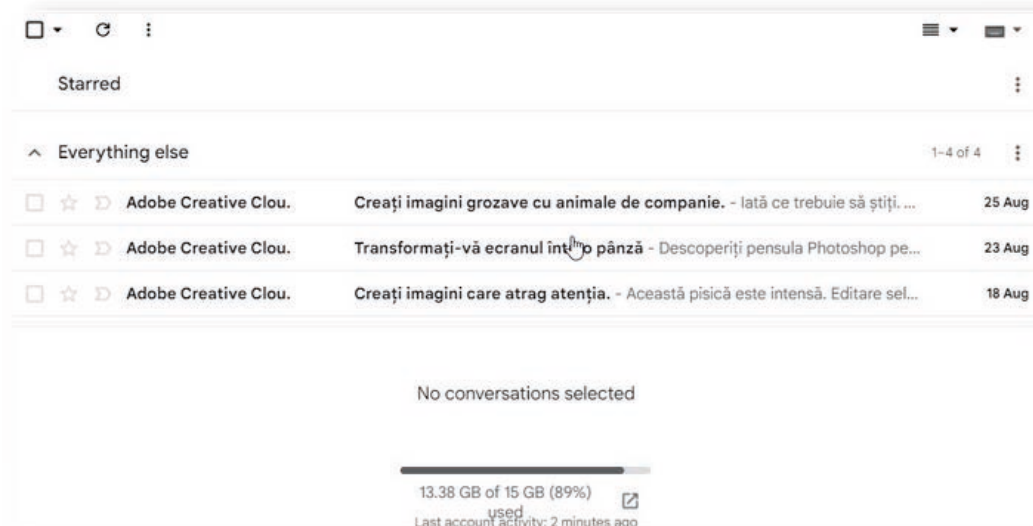 Starred
Everything else 1–4 of 4
Adobe Creative Clou. Creați imagini grozave cu animale de companie. - Iată ce trebuie să știți. ... 25 Aug
Adobe Creative Clou. Transformați-vă ecranul într-o pânză - Descoperiți pensula Photoshop pe... 23 Aug
Adobe Creative Clou. Creați imagini care atrag atenția. - Această pisică este intensă. Editare sel... 18 Aug
No conversations selected
13.38 GB of 15 GB (89%)
used
Last account activity: 2 minutes ago